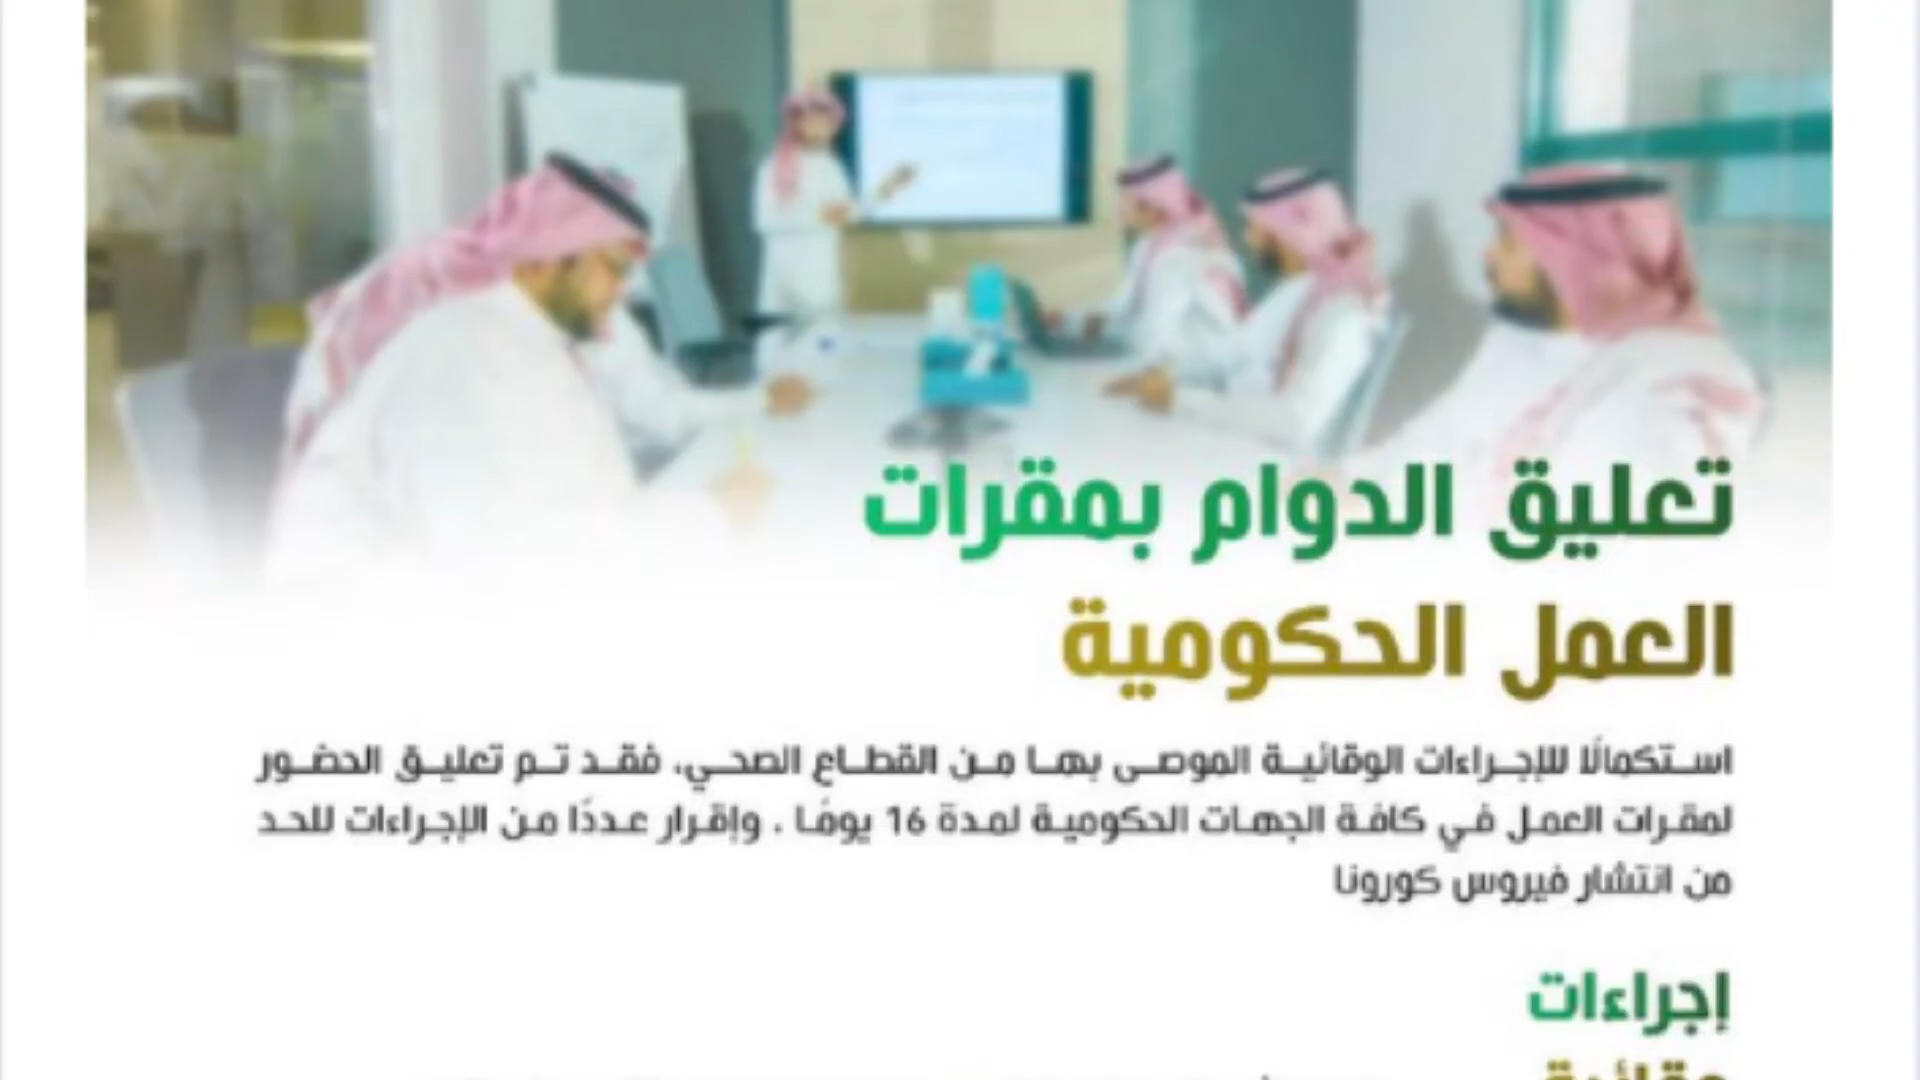 تعليق الدوام بمقرات
العمل الحكومية
استكمالًا للإجراءات الوقائية الموصى بها من القطاع الصحي، فقد تم تعليق الحضور
لمقرات العمل في كافة الجهات الحكومية لمدة 16 يومًا ، وإقرار عددًا من الإجراءات للحد
من انتشار فيروس كورونا
إجراءات